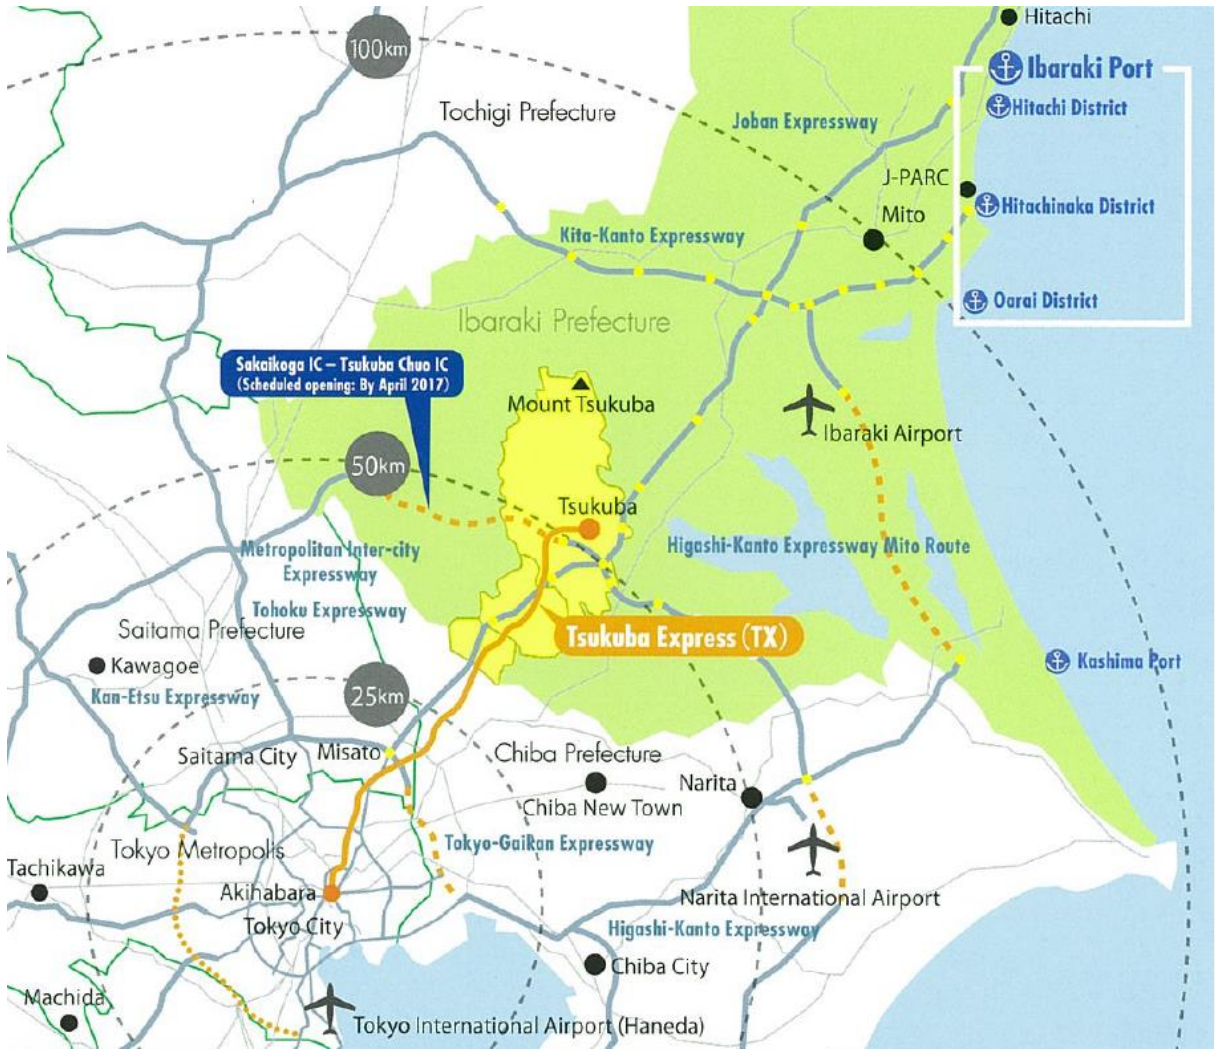 Hitachi
100km
Ibaraki Port
Hitachi District
Tochigi Prefecture
Joban Expressway
J-PARC
Mito
Hitachinaka District
Kita-Kanto Expressway
Oarai District
Ibaraki Prefecture
Sakaikoga IC – Tsukuba Chuo IC
(Scheduled opening: By April 2017)
Mount Tsukuba
Ibaraki Airport
50km
Tsukuba
Metropolitan Inter-city
Expressway
Higashi-Kanto Expressway Mito Route
Tohoku Expressway
Saitama Prefecture
Tsukuba Express (TX)
Kawagoe
Kashima Port
Kan-Etsu Expressway
25km
Saitama City
Misato
Chiba Prefecture
Narita
Chiba New Town
Tokyo Metropolis
Tokyo-GaiKan Expressway
Tachikawa
Akihabara
Narita International Airport
Tokyo City
Higashi-Kanto Expressway
Chiba City
Machida
Tokyo International Airport (Haneda)